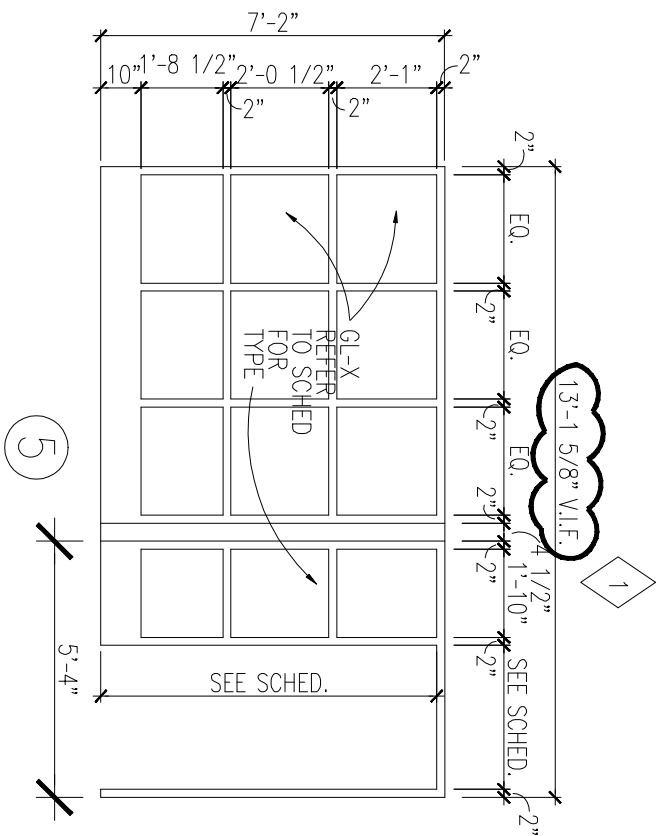 7'-2"
10"
1'-8 1/2"
2"
2'-0 1/2"
2"
2'-1"
2"
2"
EQ.
2"
EQ.
2"
EQ.
2"
4 1/2"
2"
1'-10"
2"
SEE SCHED.
2"
13'-1 5/8" V.I.F.
1
GL-X
REFER
TO SCHED
FOR
TYPE
SEE SCHED.
5
5'-4"